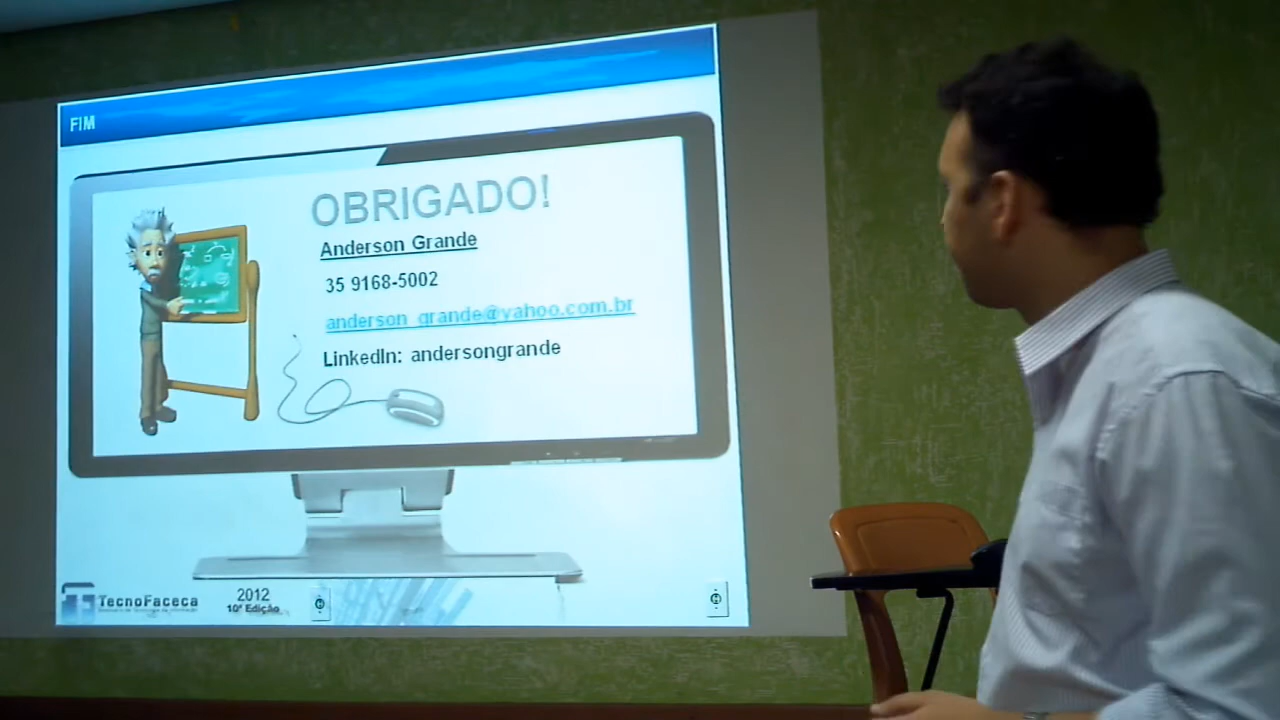 FIM
OBRIGADO!
Anderson Grande
35 9168-5002
anderson_grande@yahoo.com.br
LinkedIn: andersongrande
TecnoFaceca
2012
10ª Edição